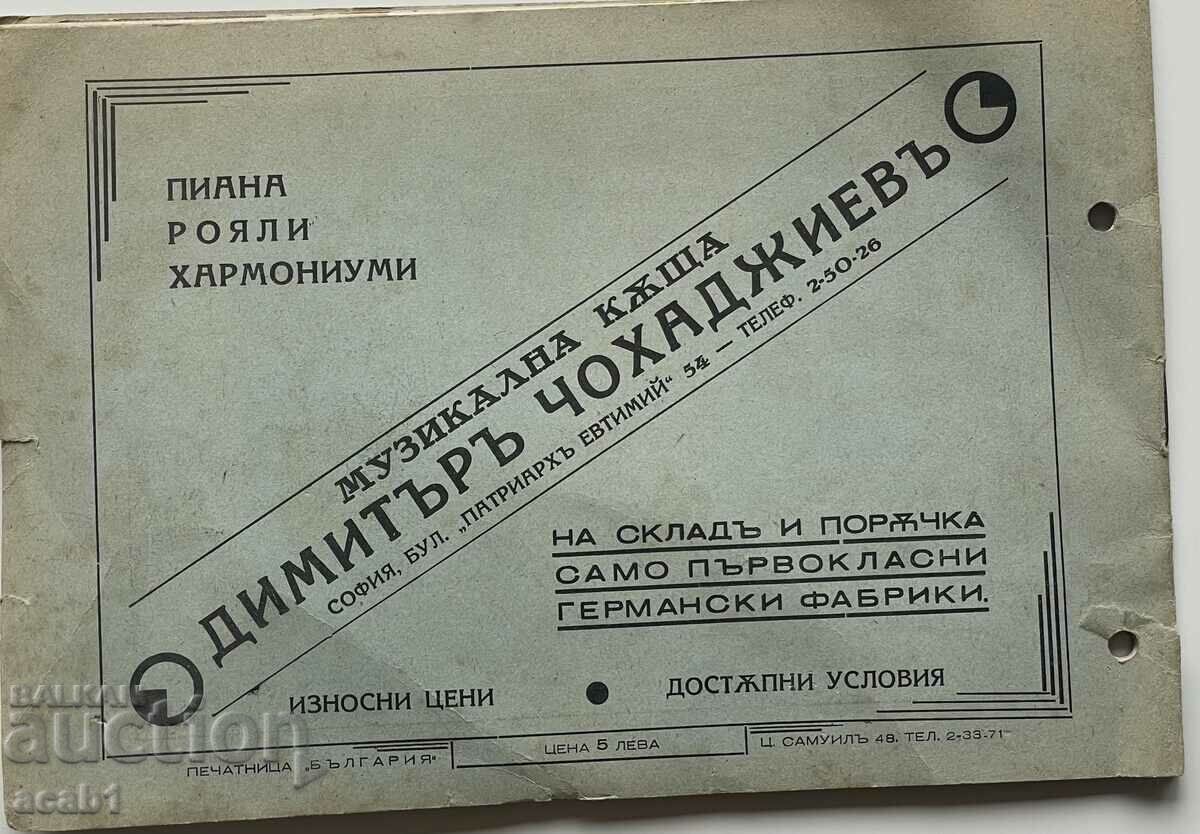 ПИАНА
РОЯЛИ
ХАРМОНИУМИ
МУЗИКАЛНА КѪЩА
ДИМИТЪРЪ ЧОХАДЖИЕВЪ
СОФИЯ, БУЛ. „ПАТРИАРХЪ ЕВТИМИЙ“ 54 — ТЕЛЕФ. 2-50-26
НА СКЛАДЪ И ПОРѪЧКА
САМО ПЪРВОКЛАСНИ
ГЕРМАНСКИ ФАБРИКИ.
ИЗНОСНИ ЦЕНИ ● ДОСТѪПНИ УСЛОВИЯ
ПЕЧАТНИЦА „БЪЛГАРИЯ“ ЦЕНА 5 ЛЕВА Ц. САМУИЛЪ 48. ТЕЛ. 2-33-71
BALKAN
auction
acab1